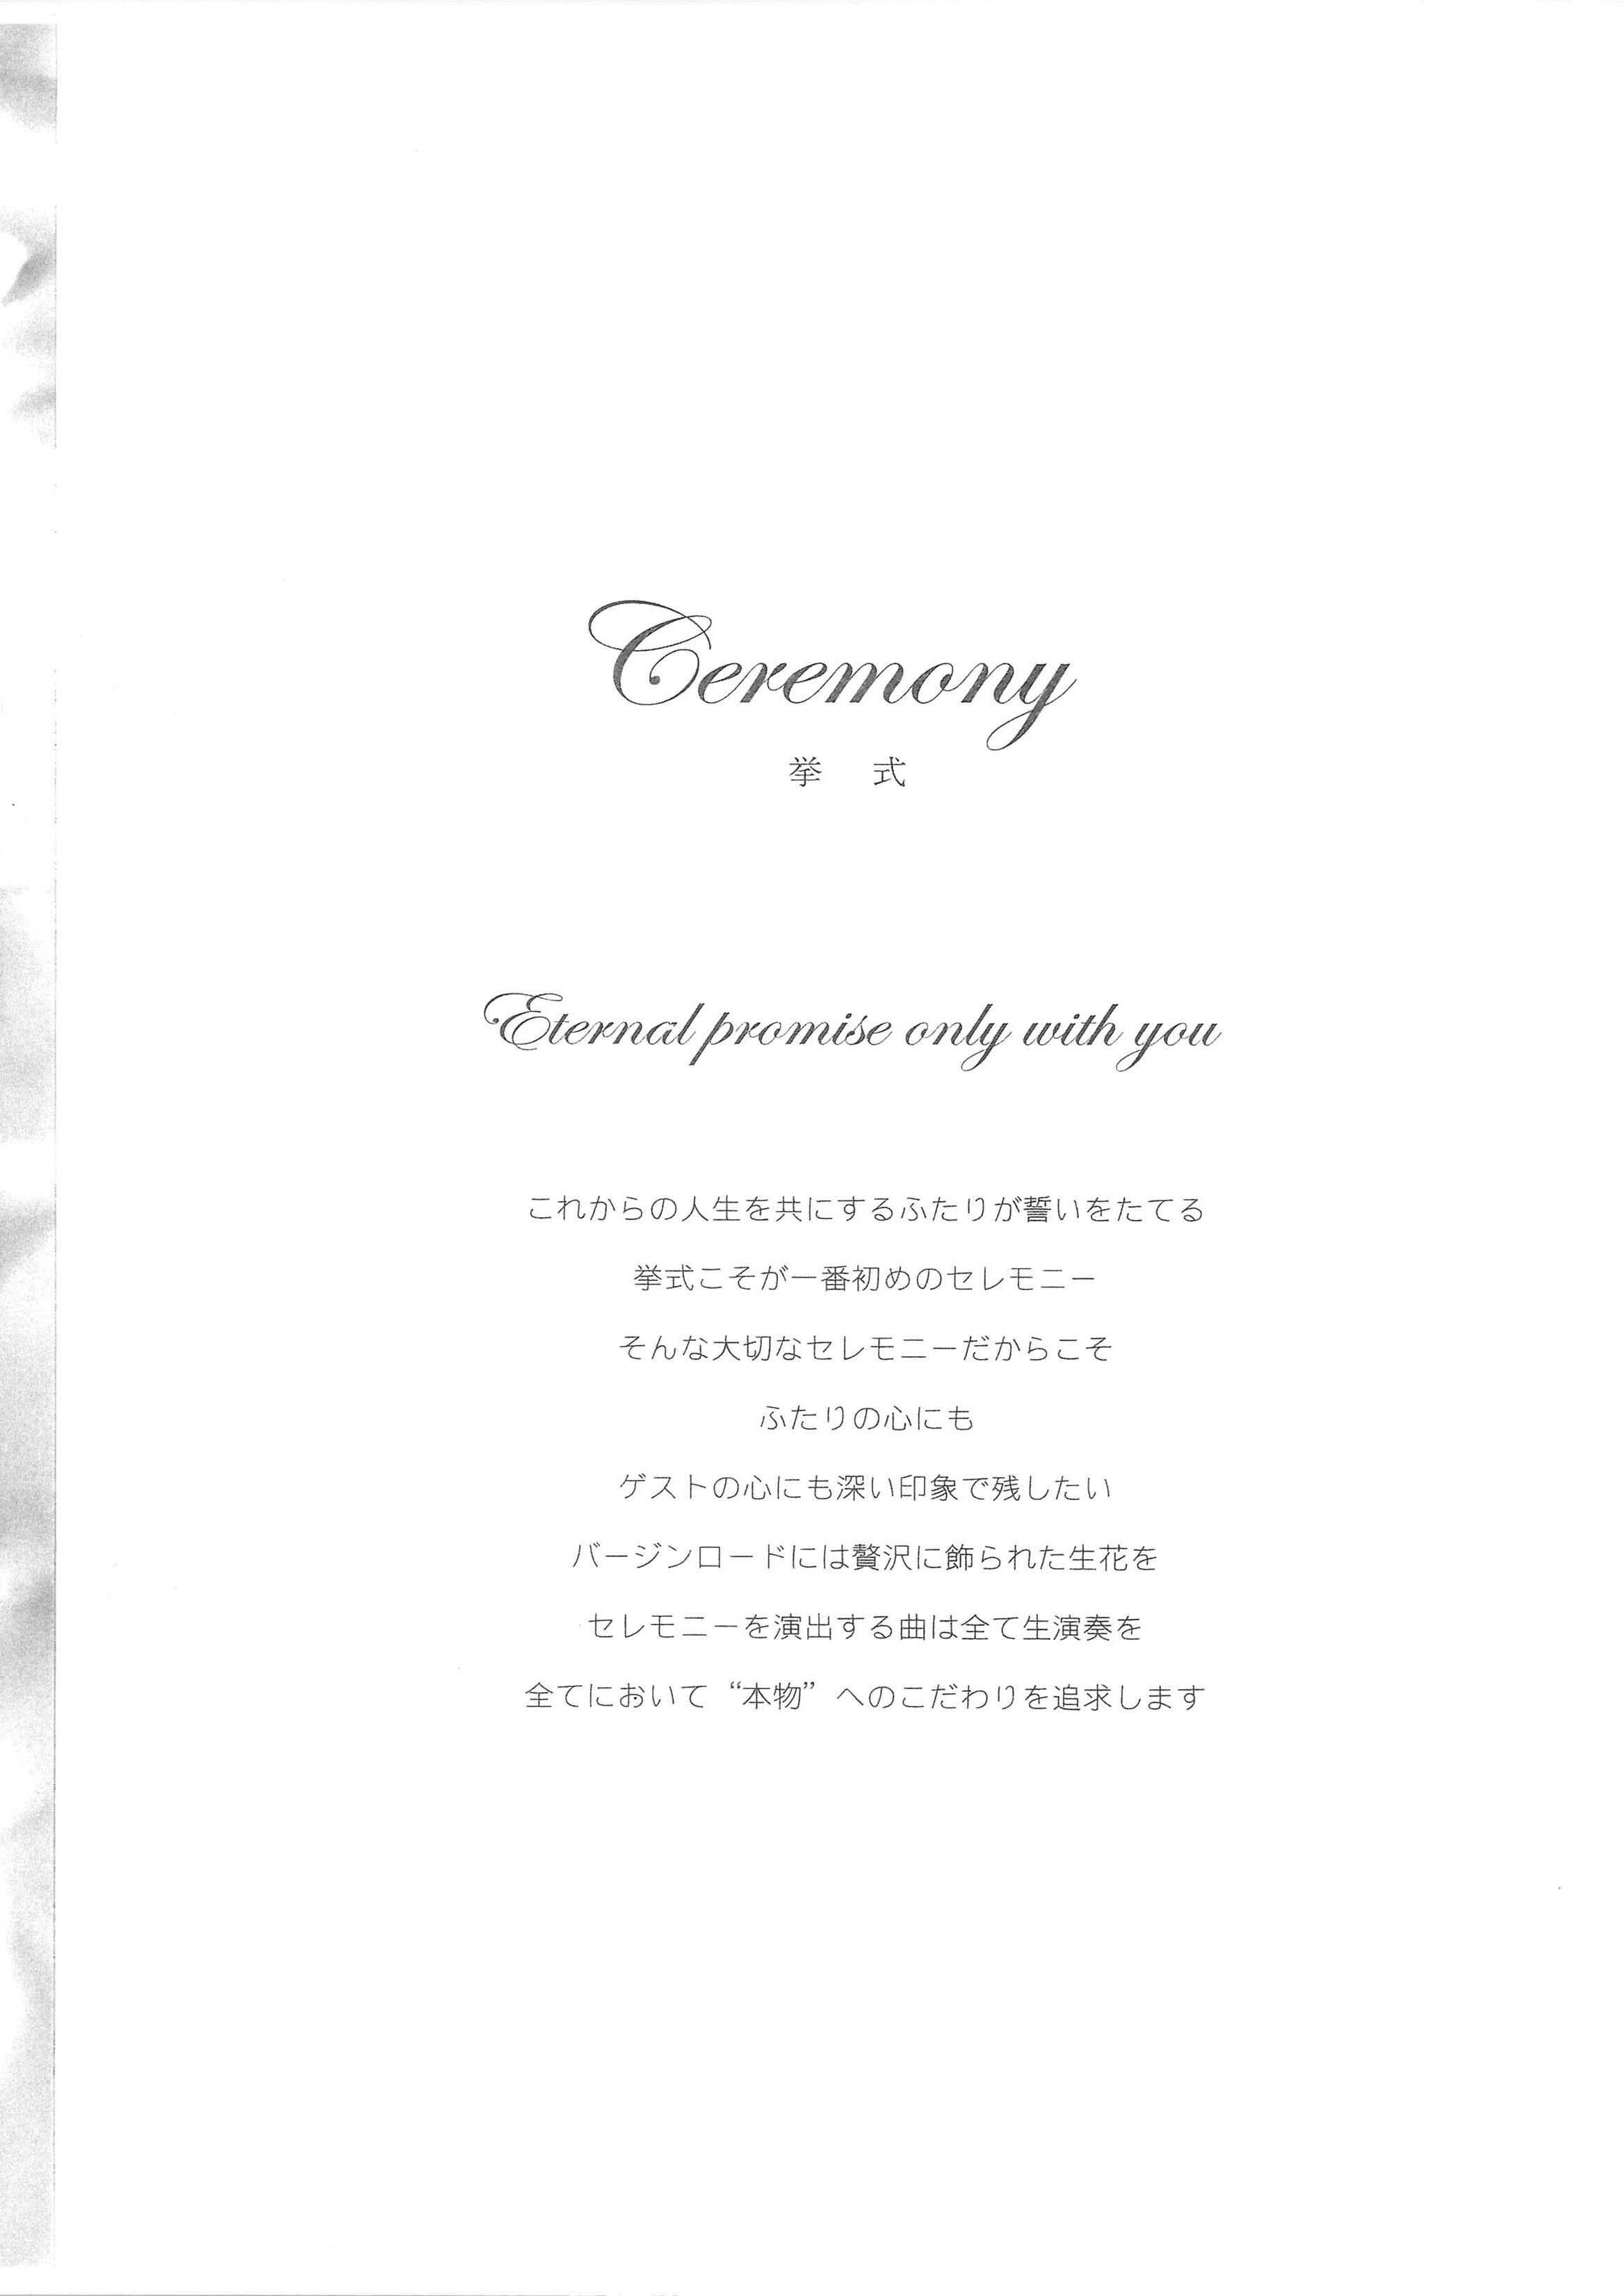 Ceremony
挙 式
Eternal promise only with you
これからの人生を共にするふたりが誓いをたてる
挙式こそが一番初めのセレモニー
そんな大切なセレモニーだからこそ
ふたりの心にも
ゲストの心にも深い印象で残したい
バージンロードには贅沢に飾られた生花を
セレモニーを演出する曲は全て生演奏を
全てにおいて“本物”へのこだわりを追求します